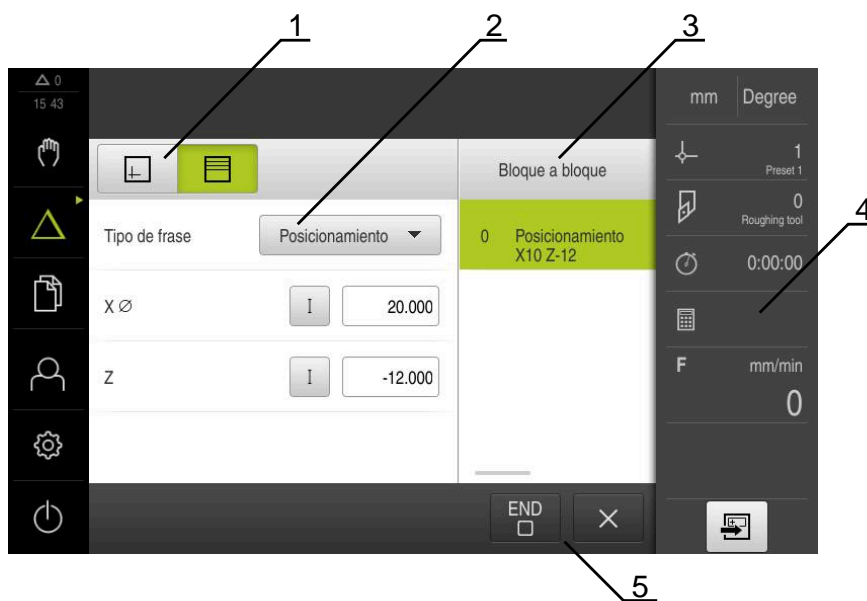 1
2
3
0
15 43
mm
Degree
Bloque a bloque
1
Preset 1
0
Roughing tool
4
Tipo de frase
Posicionamiento
0
Posicionamiento
X10 Z-12
0:00:00
X ∅
I
20.000
Z
I
-12.000
F
mm/min
0
END
5